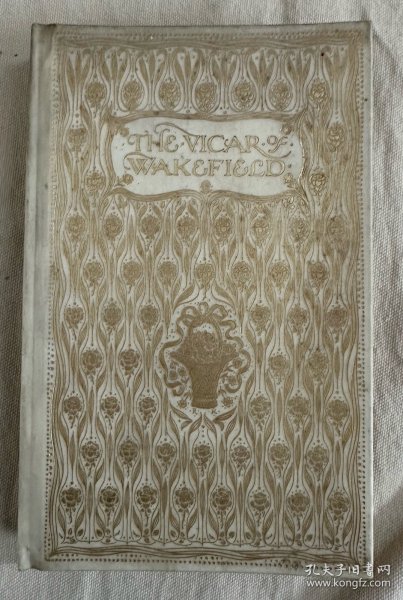 THE VICAR of
WAKEFIELD
孔夫子旧书网
www.kongfz.com